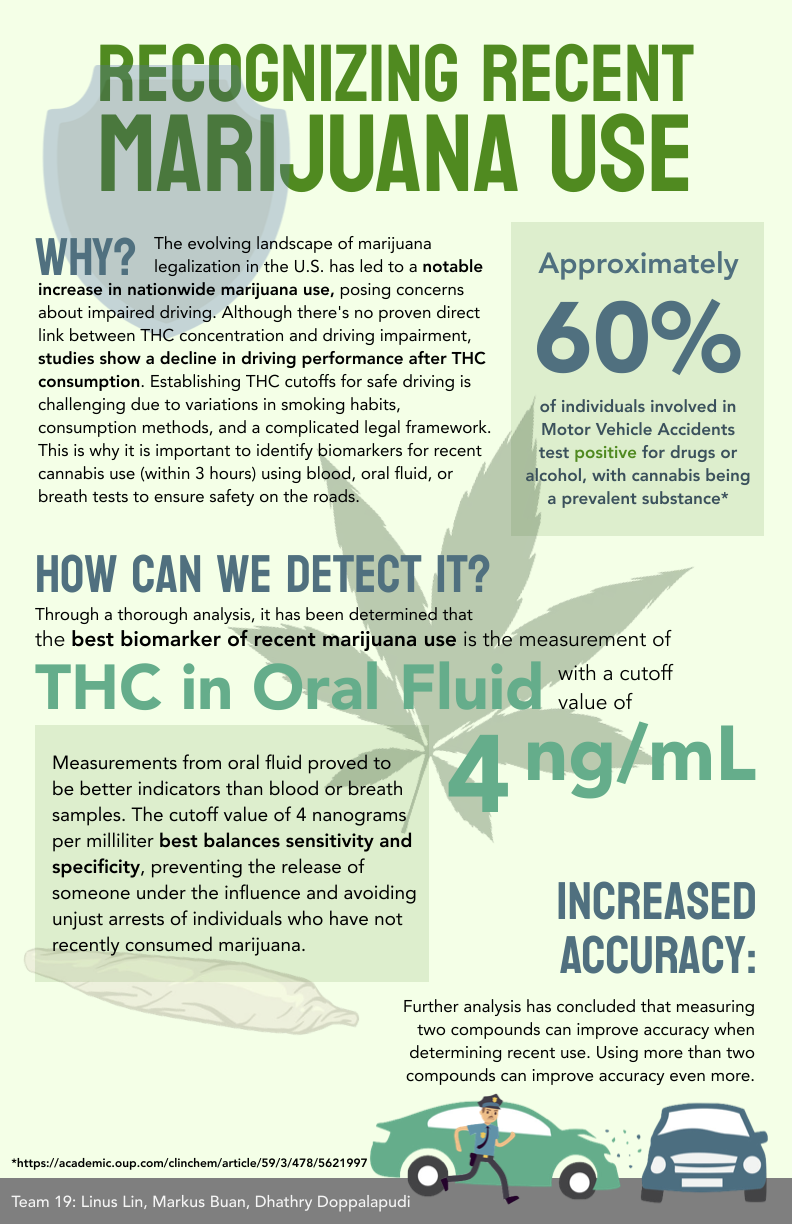 RECOGNIZING RECENT
MARIJUANA USE
WHY?
The evolving landscape of marijuana
legalization in the U.S. has led to a notable
increase in nationwide marijuana use, posing concerns
about impaired driving. Although there's no proven direct
link between THC concentration and driving impairment,
studies show a decline in driving performance after THC
consumption. Establishing THC cutoffs for safe driving is
challenging due to variations in smoking habits,
consumption methods, and a complicated legal framework.
This is why it is important to identify biomarkers for recent
cannabis use (within 3 hours) using blood, oral fluid, or
breath tests to ensure safety on the roads.
Approximately
60%
of individuals involved in
Motor Vehicle Accidents
test positive for drugs or
alcohol, with cannabis being
a prevalent substance*
HOW CAN WE DETECT IT?
Through a thorough analysis, it has been determined that
the best biomarker of recent marijuana use is the measurement of
THC in Oral Fluid
with a cutoff
value of
4 ng/mL
Measurements from oral fluid proved to
be better indicators than blood or breath
samples. The cutoff value of 4 nanograms
per milliliter best balances sensitivity and
specificity, preventing the release of
someone under the influence and avoiding
unjust arrests of individuals who have not
recently consumed marijuana.
INCREASED
ACCURACY:
Further analysis has concluded that measuring
two compounds can improve accuracy when
determining recent use. Using more than two
compounds can improve accuracy even more.
*https://academic.oup.com/clinchem/article/59/3/478/5621997
Team 19: Linus Lin, Markus Buan, Dhathry Doppalapudi